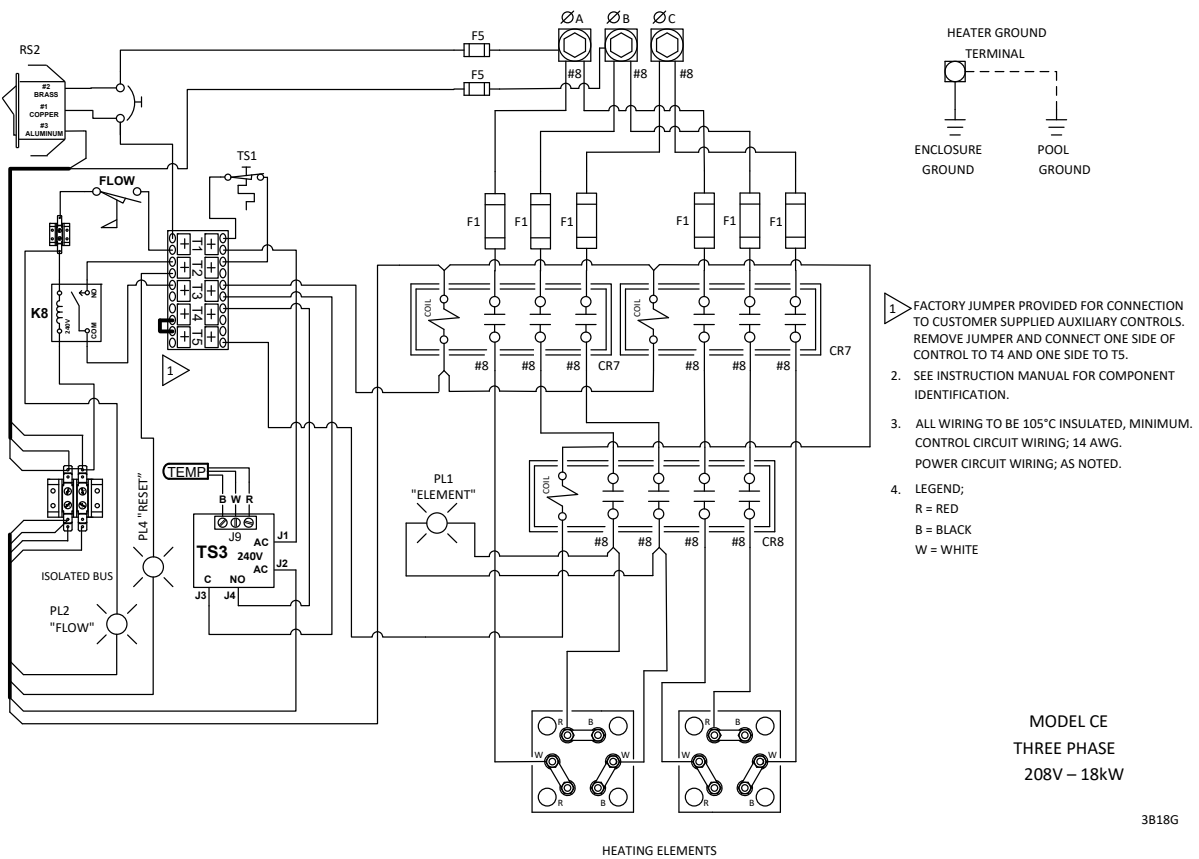 ØA ØB ØC
F5
F5
#8 #8 #8
RS2
#2
BRASS
#1
COPPER
#3
ALUMINUM
HEATER GROUND
TERMINAL
ENCLOSURE
GROUND
POOL
GROUND
TS1
FLOW
T1
T2
T3
T4
T5
1
K8
240V
NO
COM
F1 F1 F1 F1 F1 F1
COIL
#8 #8 #8 CR7
COIL
#8 #8 #8
CR7
COIL
#8 #8 #8 #8 CR8
PL1
"ELEMENT"
TEMP
B W R
J9
TS3
AC J1
240V
AC J2
C NO
J3 J4
PL4 "RESET"
ISOLATED BUS
PL2
"FLOW"
R B
W W
R B
R B
W W
R B
HEATING ELEMENTS
1 FACTORY JUMPER PROVIDED FOR CONNECTION
TO CUSTOMER SUPPLIED AUXILIARY CONTROLS.
REMOVE JUMPER AND CONNECT ONE SIDE OF
CONTROL TO T4 AND ONE SIDE TO T5.
2. SEE INSTRUCTION MANUAL FOR COMPONENT
IDENTIFICATION.
3. ALL WIRING TO BE 105°C INSULATED, MINIMUM.
CONTROL CIRCUIT WIRING; 14 AWG.
POWER CIRCUIT WIRING; AS NOTED.
4. LEGEND;
R = RED
B = BLACK
W = WHITE
MODEL CE
THREE PHASE
208V – 18kW
3B18G